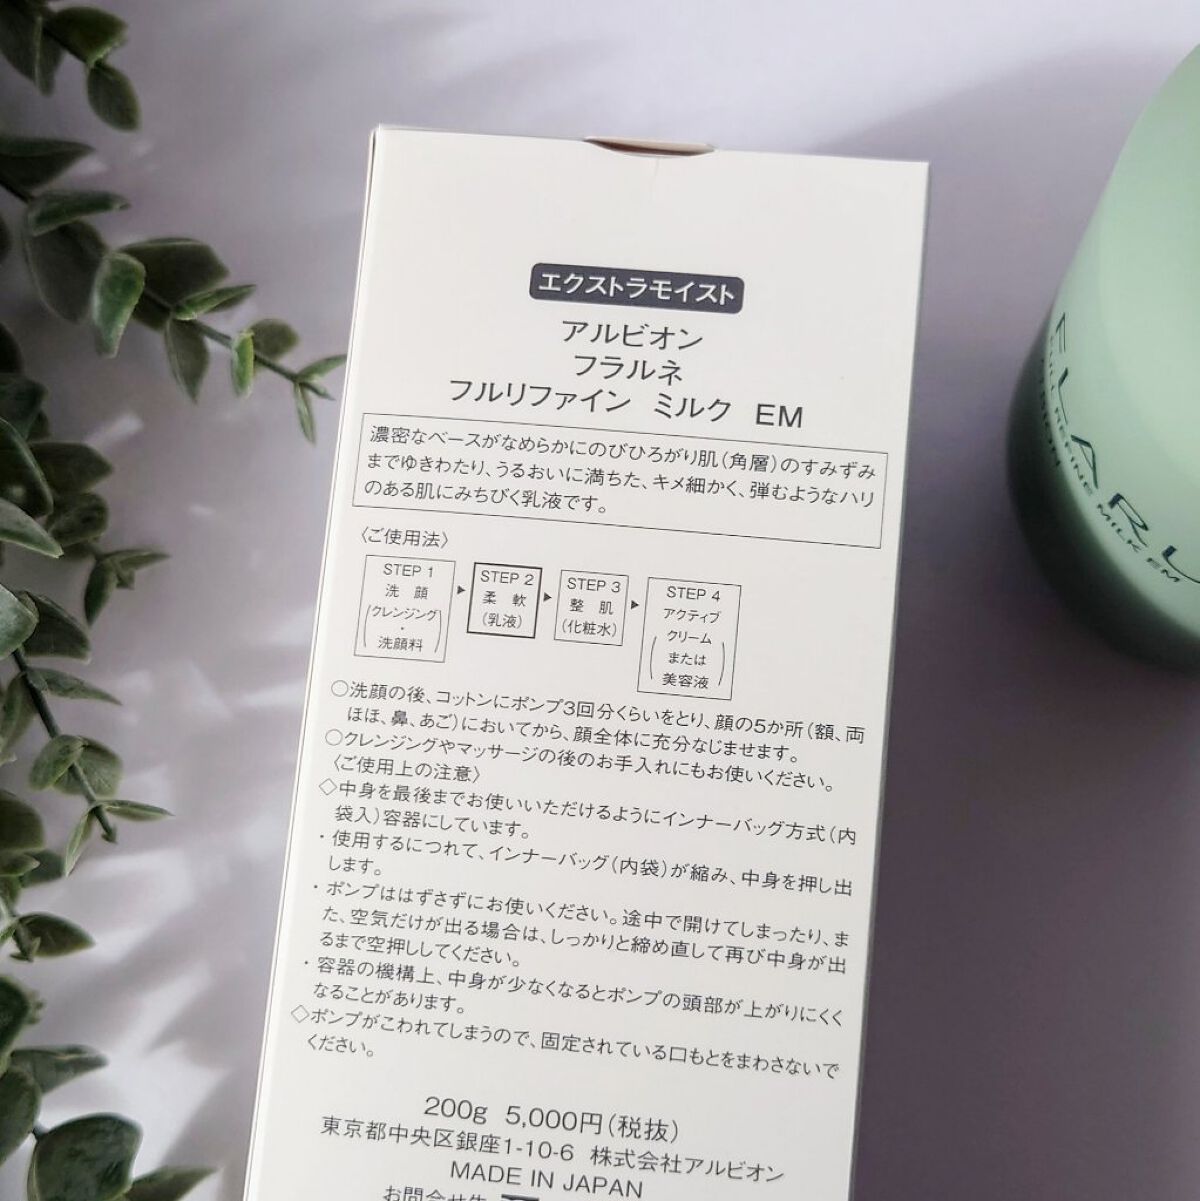 エクストラモイスト
アルビオン
フラルネ
フルリファイン ミルク EM
濃密なベースがなめらかにのびひろがり肌(角層)のすみずみ
までゆきわたり、うるおいに満ちた、キメ細かく、弾むようなハリ
のある肌にみちびく乳液です。
〈ご使用法〉
STEP 1
洗 顔
(クレンジング
・
洗顔料)
▶
STEP 2
柔 軟
(乳液)
▶
STEP 3
整 肌
(化粧水)
▶
STEP 4
アクティブ
(クリーム
または
美容液)
○洗顔の後、コットンにポンプ3回分くらいをとり、顔の5か所(額、両
ほほ、鼻、あご)においてから、顔全体に充分なじませます。
○クレンジングやマッサージの後のお手入れにもお使いください。
〈ご使用上の注意〉
◇中身を最後までお使いいただけるようにインナーバッグ方式(内
袋入)容器にしています。
・使用するにつれて、インナーバッグ(内袋)が縮み、中身を押し出
します。
・ポンプははずさずにお使いください。途中で開けてしまったり、ま
た、空気だけが出る場合は、しっかりと締め直して再び中身が出
るまで空押ししてください。
・容器の機構上、中身が少なくなるとポンプの頭部が上がりにくく
なることがあります。
◇ポンプがこわれてしまうので、固定されている口もとをまわさないで
ください。
200g 5,000円(税抜)
東京都中央区銀座1-10-6 株式会社アルビオン
MADE IN JAPAN
お問合せ先
FLARU
FULL REFINE MILK EM
ALBION